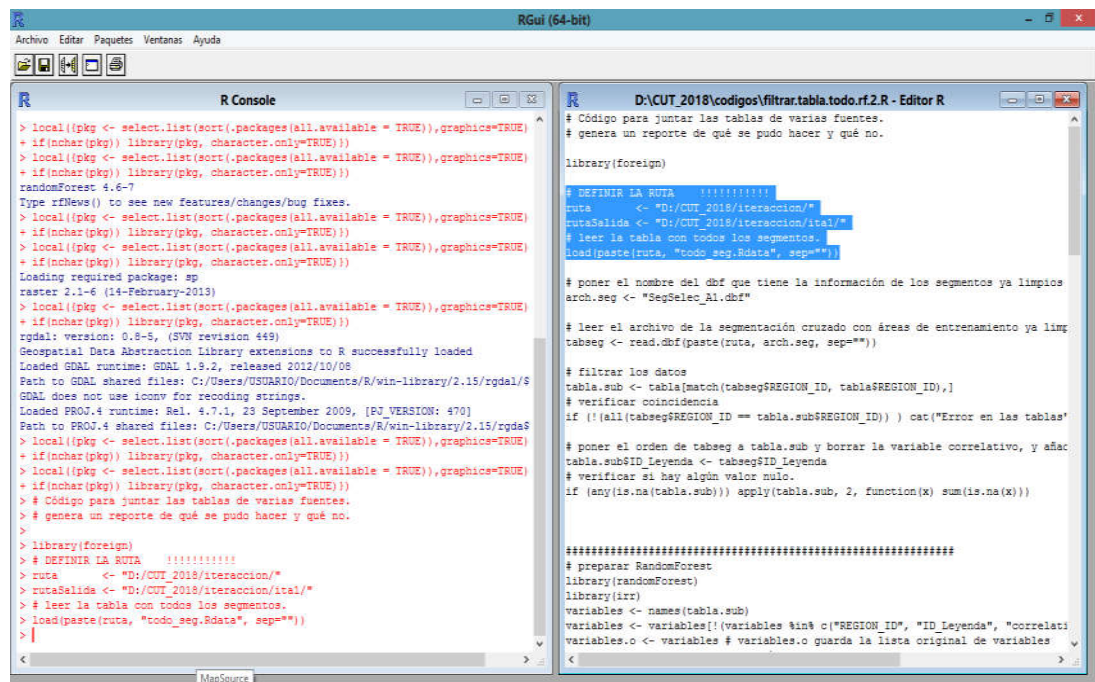 RGui (64-bit)
Archivo Editar Paquetes Ventanas Ayuda
R Console
> local({pkg <- select.list(sort(.packages(all.available = TRUE)),graphics=TRUE)
+ if(nchar(pkg)) library(pkg, character.only=TRUE)})
> local({pkg <- select.list(sort(.packages(all.available = TRUE)),graphics=TRUE)
+ if(nchar(pkg)) library(pkg, character.only=TRUE)})
randomForest 4.6-7
Type rfNews() to see new features/changes/bug fixes.
> local({pkg <- select.list(sort(.packages(all.available = TRUE)),graphics=TRUE)
+ if(nchar(pkg)) library(pkg, character.only=TRUE)})
> local({pkg <- select.list(sort(.packages(all.available = TRUE)),graphics=TRUE)
+ if(nchar(pkg)) library(pkg, character.only=TRUE)})
Loading required package: sp
raster 2.1-6 (14-February-2013)
> local({pkg <- select.list(sort(.packages(all.available = TRUE)),graphics=TRUE)
+ if(nchar(pkg)) library(pkg, character.only=TRUE)})
rgdal: version: 0.8-5, (SVN revision 449)
Geospatial Data Abstraction Library extensions to R successfully loaded
Loaded GDAL runtime: GDAL 1.9.2, released 2012/10/08
Path to GDAL shared files: C:/Users/USUARIO/Documents/R/win-library/2.15/rgdal/$
GDAL does not use iconv for recoding strings.
Loaded PROJ.4 runtime: Rel. 4.7.1, 23 September 2009, [PJ_VERSION: 470]
Path to PROJ.4 shared files: C:/Users/USUARIO/Documents/R/win-library/2.15/rgda$
> local({pkg <- select.list(sort(.packages(all.available = TRUE)),graphics=TRUE)
+ if(nchar(pkg)) library(pkg, character.only=TRUE)})
> local({pkg <- select.list(sort(.packages(all.available = TRUE)),graphics=TRUE)
+ if(nchar(pkg)) library(pkg, character.only=TRUE)})
> # Código para juntar las tablas de varias fuentes.
> # genera un reporte de qué se pudo hacer y qué no.
>
> library(foreign)
> # DEFINIR LA RUTA !!!!!!!!!!!
> ruta <- "D:/CUT_2018/iteraccion/"
> rutaSalida <- "D:/CUT_2018/iteraccion/ita1/"
> # leer la tabla con todos los segmentos.
> load(paste(ruta, "todo_seg.Rdata", sep=""))
>
MapSource
D:\CUT_2018\codigos\filtrar.tabla.todo.rf.2.R - Editor R
# Código para juntar las tablas de varias fuentes.
# genera un reporte de qué se pudo hacer y qué no.
library(foreign)
# DEFINIR LA RUTA !!!!!!!!!!!
ruta <- "D:/CUT_2018/iteraccion/"
rutaSalida <- "D:/CUT_2018/iteraccion/ita1/"
# leer la tabla con todos los segmentos.
load(paste(ruta, "todo_seg.Rdata", sep=""))
# poner el nombre del dbf que tiene la información de los segmentos ya limpios
arch.seg <- "SegSelec_A1.dbf"
# leer el archivo de la segmentación cruzado con áreas de entrenamiento ya limp
tabseg <- read.dbf(paste(ruta, arch.seg, sep=""))
# filtrar los datos
tabla.sub <- tabla[match(tabseg$REGION_ID, tabla$REGION_ID),]
# verificar coincidencia
if (!(all(tabseg$REGION_ID == tabla.sub$REGION_ID)) ) cat("Error en las tablas"
# poner el orden de tabseg a tabla.sub y borrar la variable correlativo, y añad
tabla.sub$ID_Leyenda <- tabseg$ID_Leyenda
# verificar si hay algún valor nulo.
if (any(is.na(tabla.sub))) apply(tabla.sub, 2, function(x) sum(is.na(x)))
#############################################################
# preparar RandomForest
library(randomForest)
library(irr)
variables <- names(tabla.sub)
variables <- variables[!(variables %in% c("REGION_ID", "ID_Leyenda", "correlati
variables.o <- variables # variables.o guarda la lista original de variables